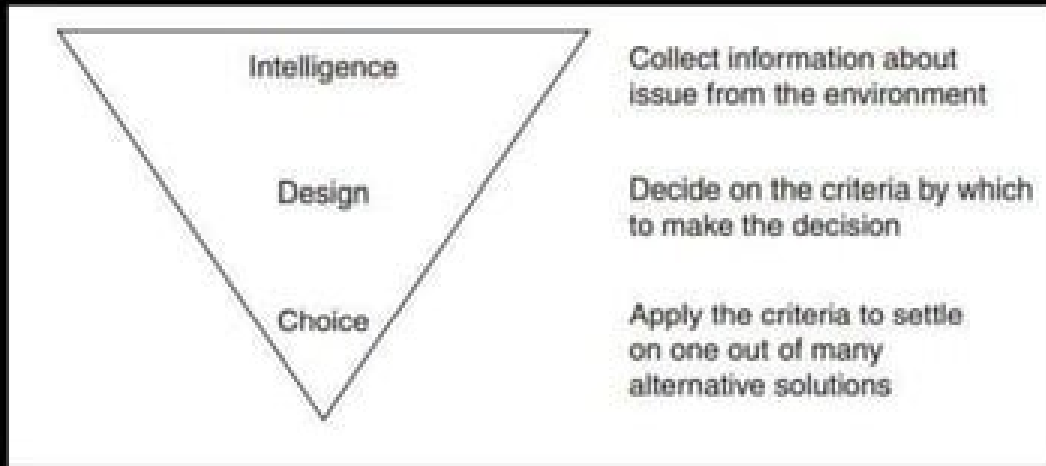 Intelligence
Collect information about
issue from the environment
Design
Decide on the criteria by which
to make the decision
Choice
Apply the criteria to settle
on one out of many
alternative solutions